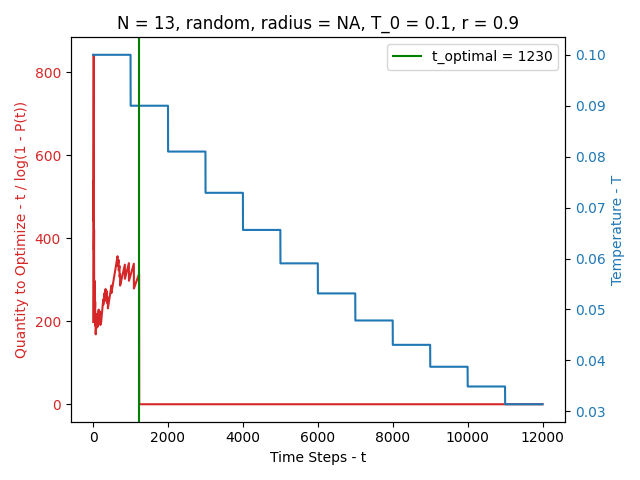 N = 13, random, radius = NA, T_0 = 0.1, r = 0.9
t_optimal = 1230
Quantity to Optimize - t / log(1 - P(t))
800
600
400
200
0
0.10
0.09
0.08
0.07
0.06
0.05
0.04
0.03
Temperature - T
0 2000 4000 6000 8000 10000 12000
Time Steps - t